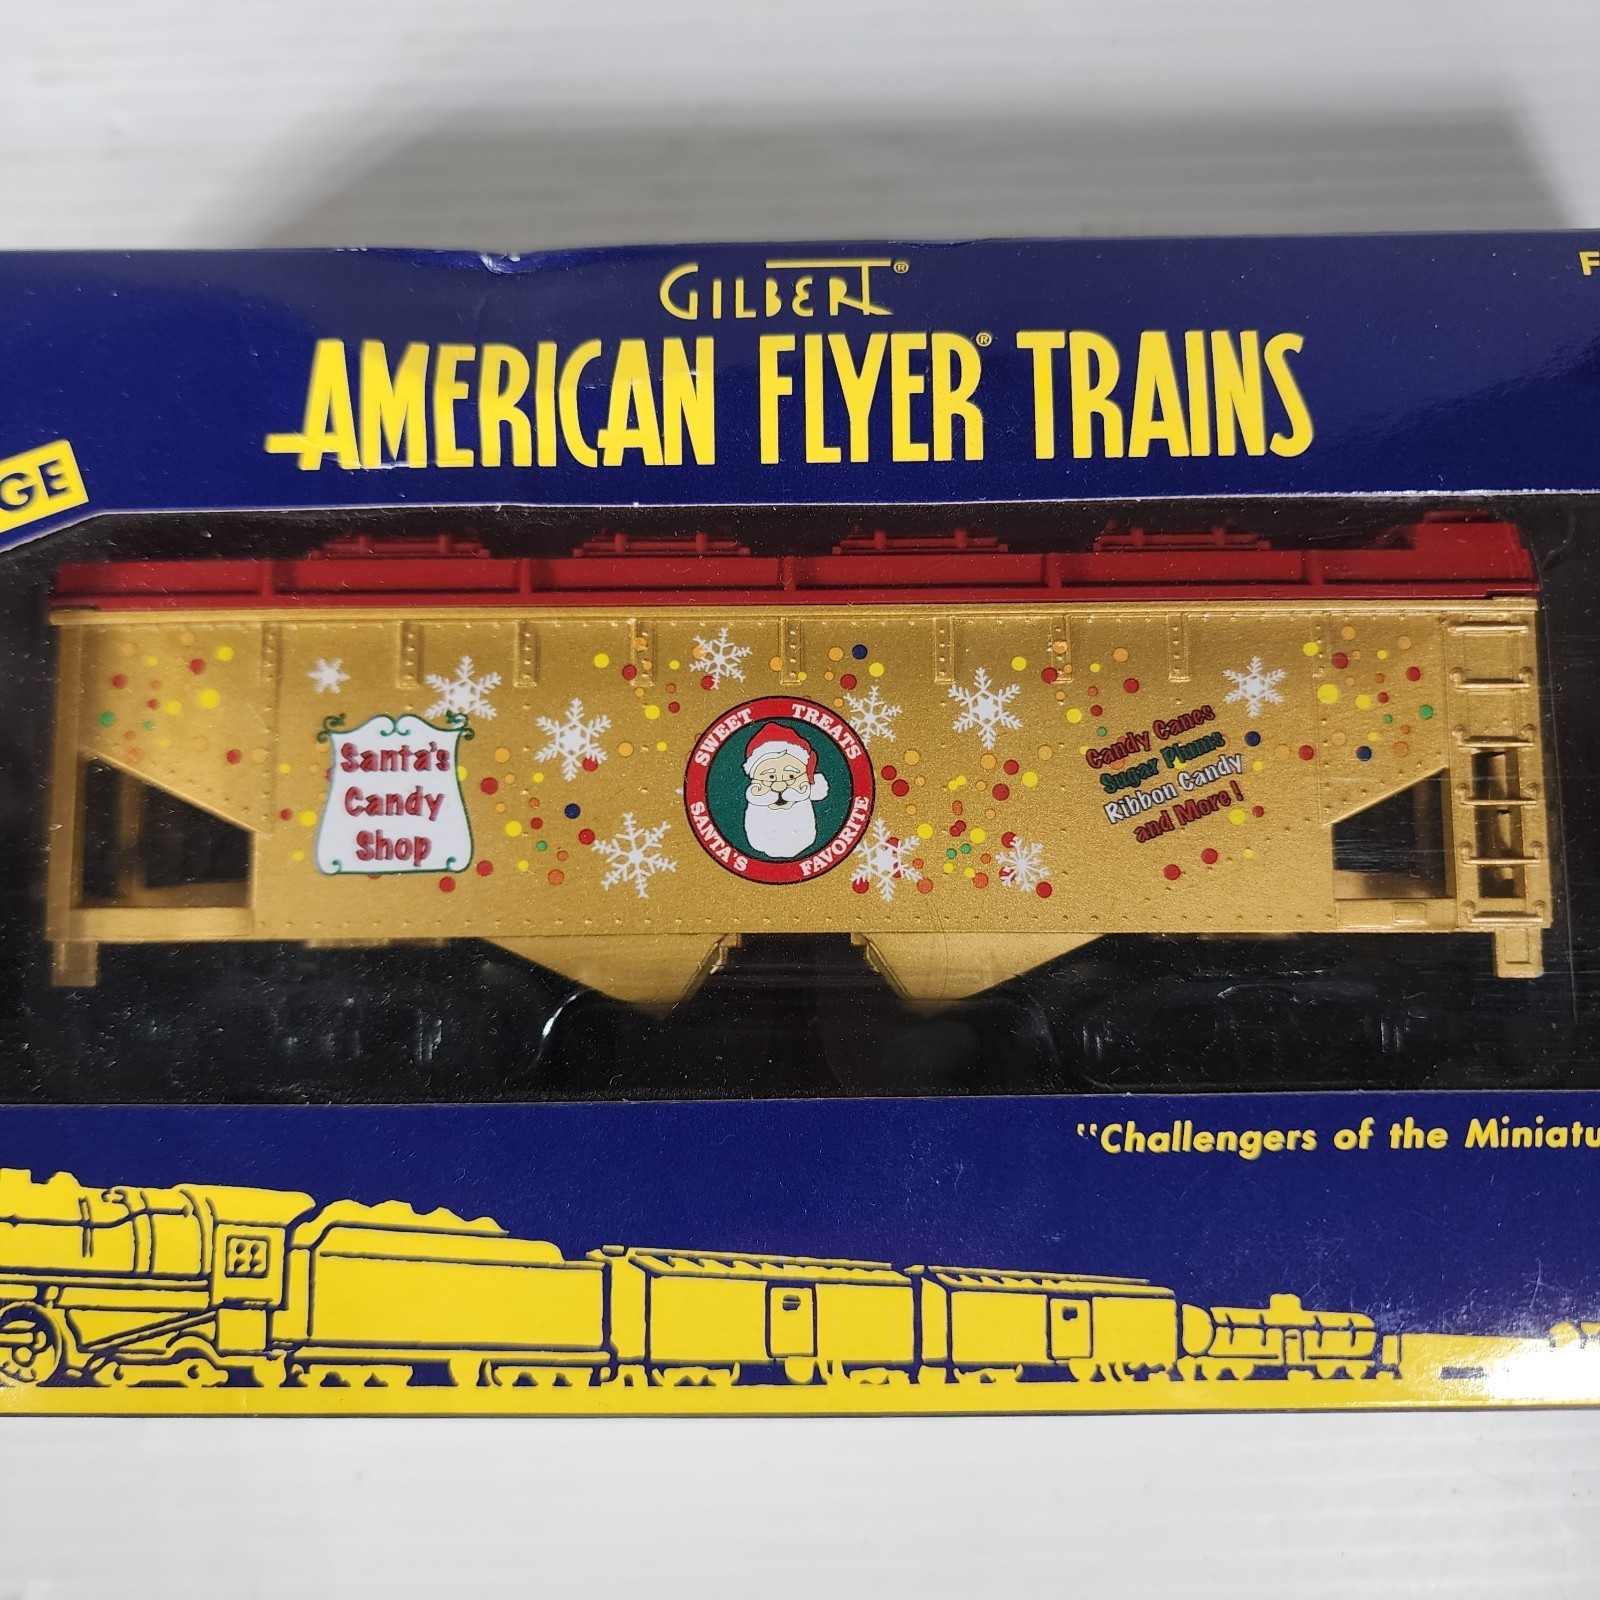 GILBERT®
AMERICAN FLYER® TRAINS
GE
F
Santa's
Candy
Shop
SWEET TREATS
SANTA'S FAVORITE
Candy Canes
Sugar Plums
Ribbon Candy
and More!
"Challengers of the Miniatu